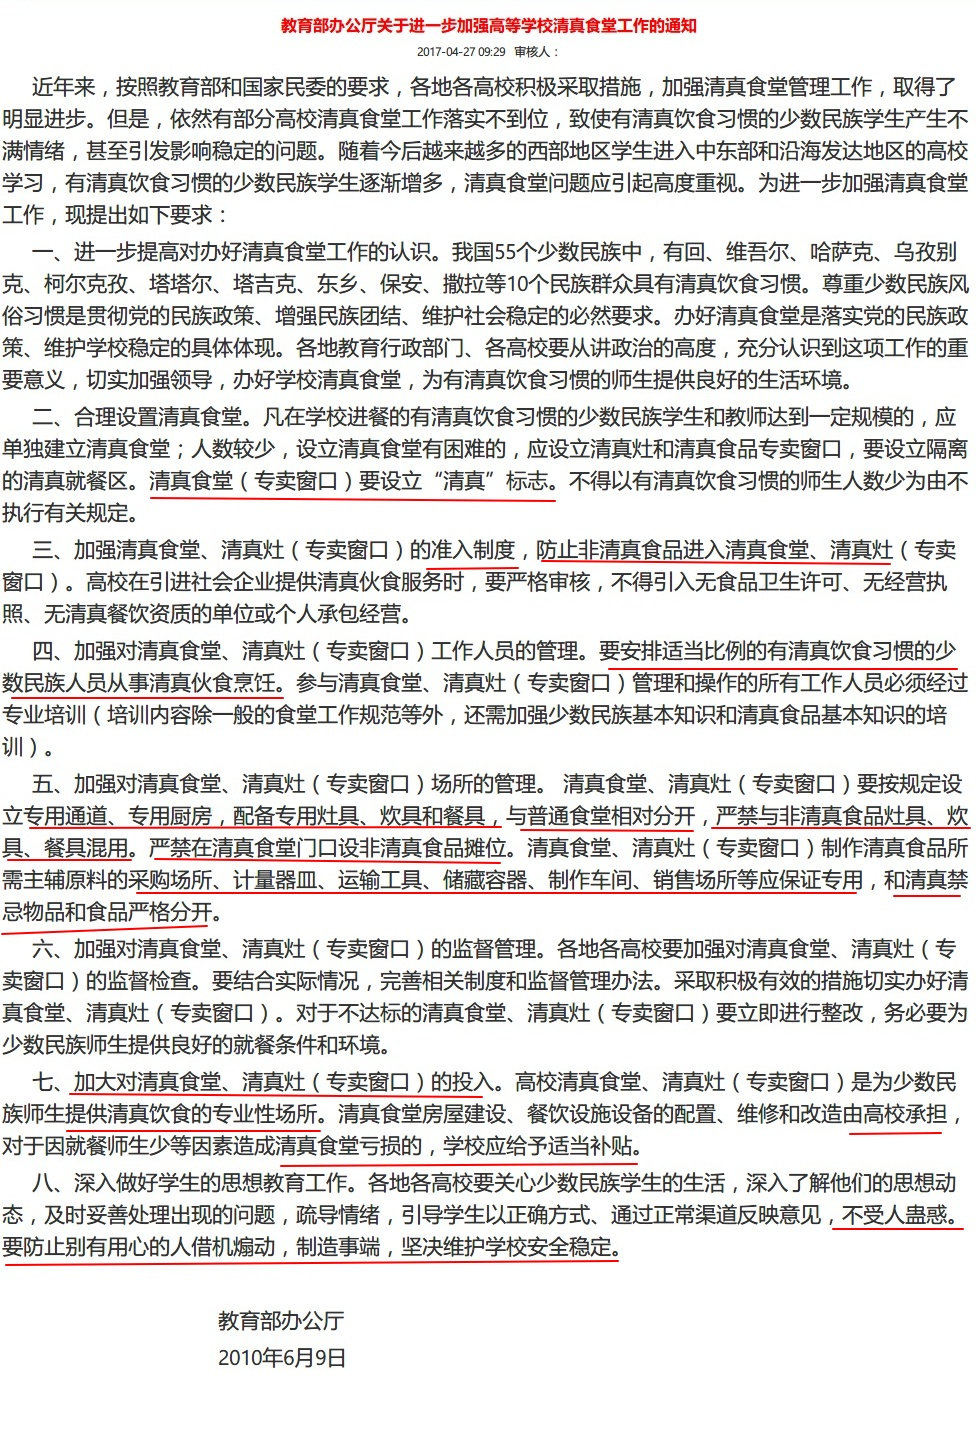 教育部办公厅关于进一步加强高等学校清真食堂工作的通知
2017-04-27 09:29 审核人：
近年来，按照教育部和国家民委的要求，各地各高校积极采取措施，加强清真食堂管理工作，取得了
明显进步。但是，依然有部分高校清真食堂工作落实不到位，致使有清真饮食习惯的少数民族学生产生不
满情绪，甚至引发影响稳定的问题。随着今后越来越多的西部地区学生进入中东部和沿海发达地区的高校
学习，有清真饮食习惯的少数民族学生逐渐增多，清真食堂问题应引起高度重视。为进一步加强清真食堂
工作，现提出如下要求：
一、进一步提高对办好清真食堂工作的认识。我国55个少数民族中，有回、维吾尔、哈萨克、乌孜别
克、柯尔克孜、塔塔尔、塔吉克、东乡、保安、撒拉等10个民族群众具有清真饮食习惯。尊重少数民族风
俗习惯是贯彻党的民族政策、增强民族团结、维护社会稳定的必然要求。办好清真食堂是落实党的民族政
策、维护学校稳定的具体体现。各地教育行政部门、各高校要从讲政治的高度，充分认识到这项工作的重
要意义，切实加强领导，办好学校清真食堂，为有清真饮食习惯的师生提供良好的生活环境。
二、合理设置清真食堂。凡在学校进餐的有清真饮食习惯的少数民族学生和教师达到一定规模的，应
单独建立清真食堂；人数较少，设立清真食堂有困难的，应设立清真灶和清真食品专卖窗口，要设立隔离
的清真就餐区。清真食堂（专卖窗口）要设立“清真”标志。不得以有清真饮食习惯的师生人数少为由不
执行有关规定。
三、加强清真食堂、清真灶（专卖窗口）的准入制度，防止非清真食品进入清真食堂、清真灶（专卖
窗口）。高校在引进社会企业提供清真伙食服务时，要严格审核，不得引入无食品卫生许可、无经营执
照、无清真餐饮资质的单位或个人承包经营。
四、加强对清真食堂、清真灶（专卖窗口）工作人员的管理。要安排适当比例的有清真饮食习惯的少
数民族人员从事清真伙食烹饪。参与清真食堂、清真灶（专卖窗口）管理和操作的所有工作人员必须经过
专业培训（培训内容除一般的食堂工作规范等外，还需加强少数民族基本知识和清真食品基本知识的培
训）。
五、加强对清真食堂、清真灶（专卖窗口）场所的管理。 清真食堂、清真灶（专卖窗口）要按规定设
立专用通道、专用厨房，配备专用灶具、炊具和餐具，与普通食堂相对分开，严禁与非清真食品灶具、炊
具、餐具混用。严禁在清真食堂门口设非清真食品摊位。清真食堂、清真灶（专卖窗口）制作清真食品所
需主辅原料的采购场所、计量器皿、运输工具、储藏容器、制作车间、销售场所等应保证专用，和清真禁
忌物品和食品严格分开。
六、加强对清真食堂、清真灶（专卖窗口）的监督管理。各地各高校要加强对清真食堂、清真灶（专
卖窗口）的监督检查。要结合实际情况，完善相关制度和监督管理办法。采取积极有效的措施切实办好清
真食堂、清真灶（专卖窗口）。对于不达标的清真食堂、清真灶（专卖窗口）要立即进行整改，务必要为
少数民族师生提供良好的就餐条件和环境。
七、加大对清真食堂、清真灶（专卖窗口）的投入。高校清真食堂、清真灶（专卖窗口）是为少数民
族师生提供清真饮食的专业性场所。清真食堂房屋建设、餐饮设施设备的配置、维修和改造由高校承担，
对于因就餐师生少等因素造成清真食堂亏损的，学校应给予适当补贴。
八、深入做好学生的思想教育工作。各地各高校要关心少数民族学生的生活，深入了解他们的思想动
态，及时妥善处理出现的问题，疏导情绪，引导学生以正确方式、通过正常渠道反映意见，不受人蛊惑。
要防止别有用心的人借机煽动，制造事端，坚决维护学校安全稳定。
教育部办公厅
2010年6月9日